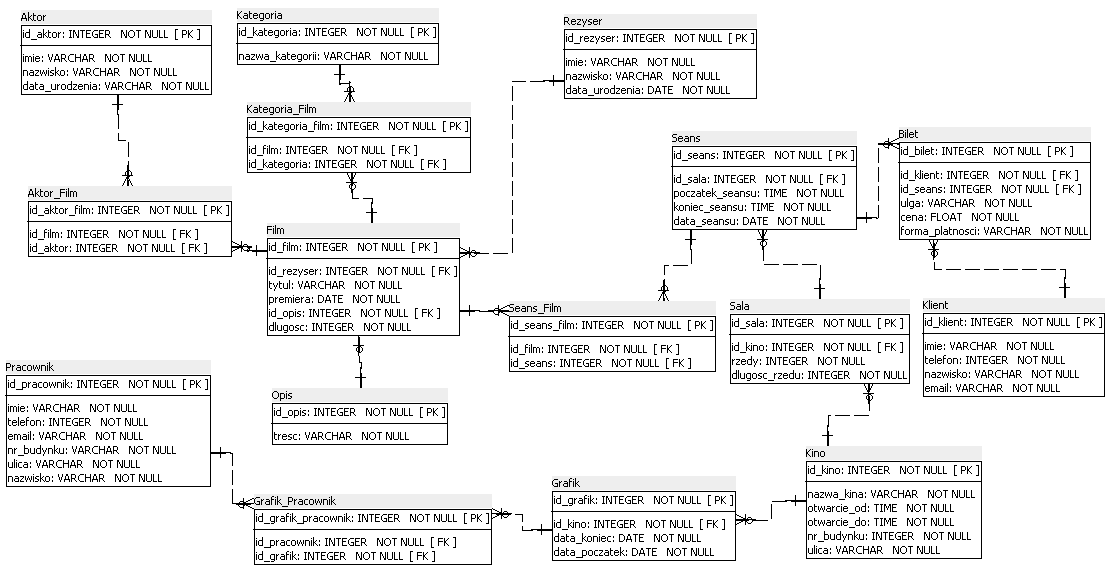 Aktor
id_aktor: INTEGER NOT NULL [ PK ]
imie: VARCHAR NOT NULL
nazwisko: VARCHAR NOT NULL
data_urodzenia: VARCHAR NOT NULL
Kategoria
id_kategoria: INTEGER NOT NULL [ PK ]
nazwa_kategorii: VARCHAR NOT NULL
Rezyser
id_rezyser: INTEGER NOT NULL [ PK ]
imie: VARCHAR NOT NULL
nazwisko: VARCHAR NOT NULL
data_urodzenia: DATE NOT NULL
Kategoria_Film
id_kategoria_film: INTEGER NOT NULL [ PK ]
id_film: INTEGER NOT NULL [ FK ]
id_kategoria: INTEGER NOT NULL [ FK ]
Seans
id_seans: INTEGER NOT NULL [ PK ]
id_sala: INTEGER NOT NULL [ FK ]
poczatek_seansu: TIME NOT NULL
koniec_seansu: TIME NOT NULL
data_seansu: DATE NOT NULL
Bilet
id_bilet: INTEGER NOT NULL [ PK ]
id_klient: INTEGER NOT NULL [ FK ]
id_seans: INTEGER NOT NULL [ FK ]
ulga: VARCHAR NOT NULL
cena: FLOAT NOT NULL
forma_platnosci: VARCHAR NOT NULL
Aktor_Film
id_aktor_film: INTEGER NOT NULL [ PK ]
id_film: INTEGER NOT NULL [ FK ]
id_aktor: INTEGER NOT NULL [ FK ]
Film
id_film: INTEGER NOT NULL [ PK ]
id_rezyser: INTEGER NOT NULL [ FK ]
tytul: VARCHAR NOT NULL
premiera: DATE NOT NULL
id_opis: INTEGER NOT NULL [ FK ]
dlugosc: INTEGER NOT NULL
Seans_Film
id_seans_film: INTEGER NOT NULL [ PK ]
id_film: INTEGER NOT NULL [ FK ]
id_seans: INTEGER NOT NULL [ FK ]
Sala
id_sala: INTEGER NOT NULL [ PK ]
id_kino: INTEGER NOT NULL [ FK ]
rzedy: INTEGER NOT NULL
dlugosc_rzedu: INTEGER NOT NULL
Klient
id_klient: INTEGER NOT NULL [ PK ]
imie: VARCHAR NOT NULL
telefon: INTEGER NOT NULL
nazwisko: VARCHAR NOT NULL
email: VARCHAR NOT NULL
Pracownik
id_pracownik: INTEGER NOT NULL [ PK ]
imie: VARCHAR NOT NULL
telefon: INTEGER NOT NULL
email: VARCHAR NOT NULL
nr_budynku: VARCHAR NOT NULL
ulica: VARCHAR NOT NULL
nazwisko: VARCHAR NOT NULL
Opis
id_opis: INTEGER NOT NULL [ PK ]
tresc: VARCHAR NOT NULL
Kino
id_kino: INTEGER NOT NULL [ PK ]
nazwa_kina: VARCHAR NOT NULL
otwarcie_od: TIME NOT NULL
otwarcie_do: TIME NOT NULL
nr_budynku: INTEGER NOT NULL
ulica: VARCHAR NOT NULL
Grafik
id_grafik: INTEGER NOT NULL [ PK ]
id_kino: INTEGER NOT NULL [ FK ]
data_koniec: DATE NOT NULL
data_poczatek: DATE NOT NULL
Grafik_Pracownik
id_grafik_pracownik: INTEGER NOT NULL [ PK ]
id_pracownik: INTEGER NOT NULL [ FK ]
id_grafik: INTEGER NOT NULL [ FK ]